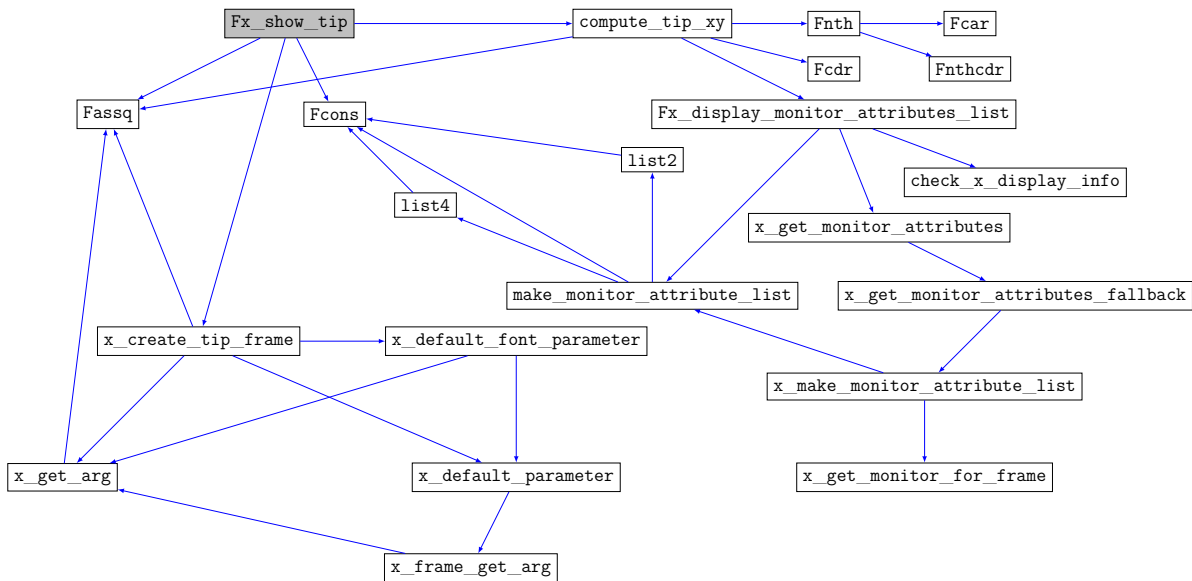 Fx_show_tip
compute_tip_xy
Fnth
Fcar
Fcdr
Fnthcdr
Fassq
Fcons
Fx_display_monitor_attributes_list
list2
check_x_display_info
list4
x_get_monitor_attributes
make_monitor_attribute_list
x_get_monitor_attributes_fallback
x_create_tip_frame
x_default_font_parameter
x_make_monitor_attribute_list
x_get_arg
x_default_parameter
x_get_monitor_for_frame
x_frame_get_arg